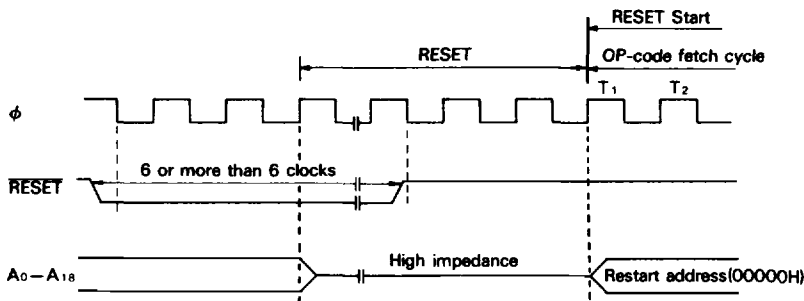 RESET Start
RESET
OP-code fetch cycle
T1 T2
φ
6 or more than 6 clocks
RESET
High impedance
A0–A18
Restart address(00000H)